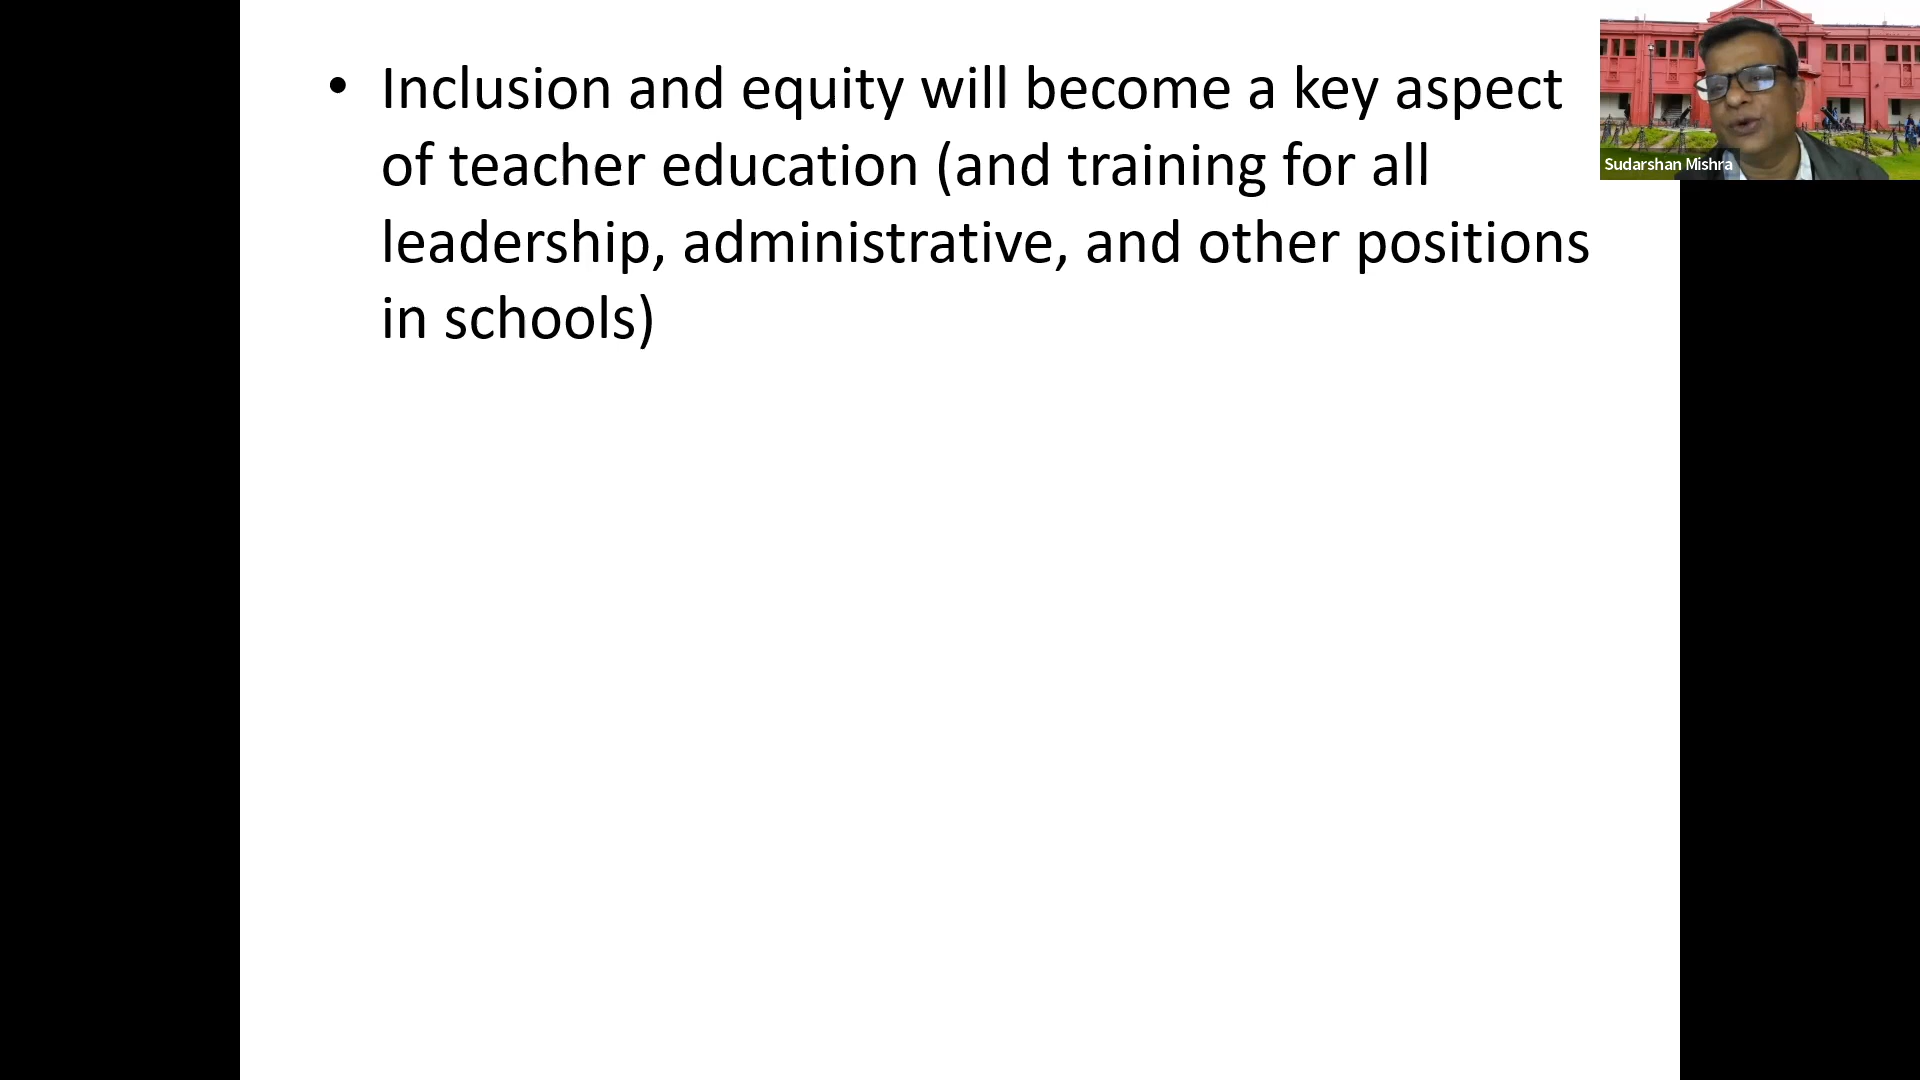 • Inclusion and equity will become a key aspect
of teacher education (and training for all
leadership, administrative, and other positions
in schools)
Sudarshan Mishra